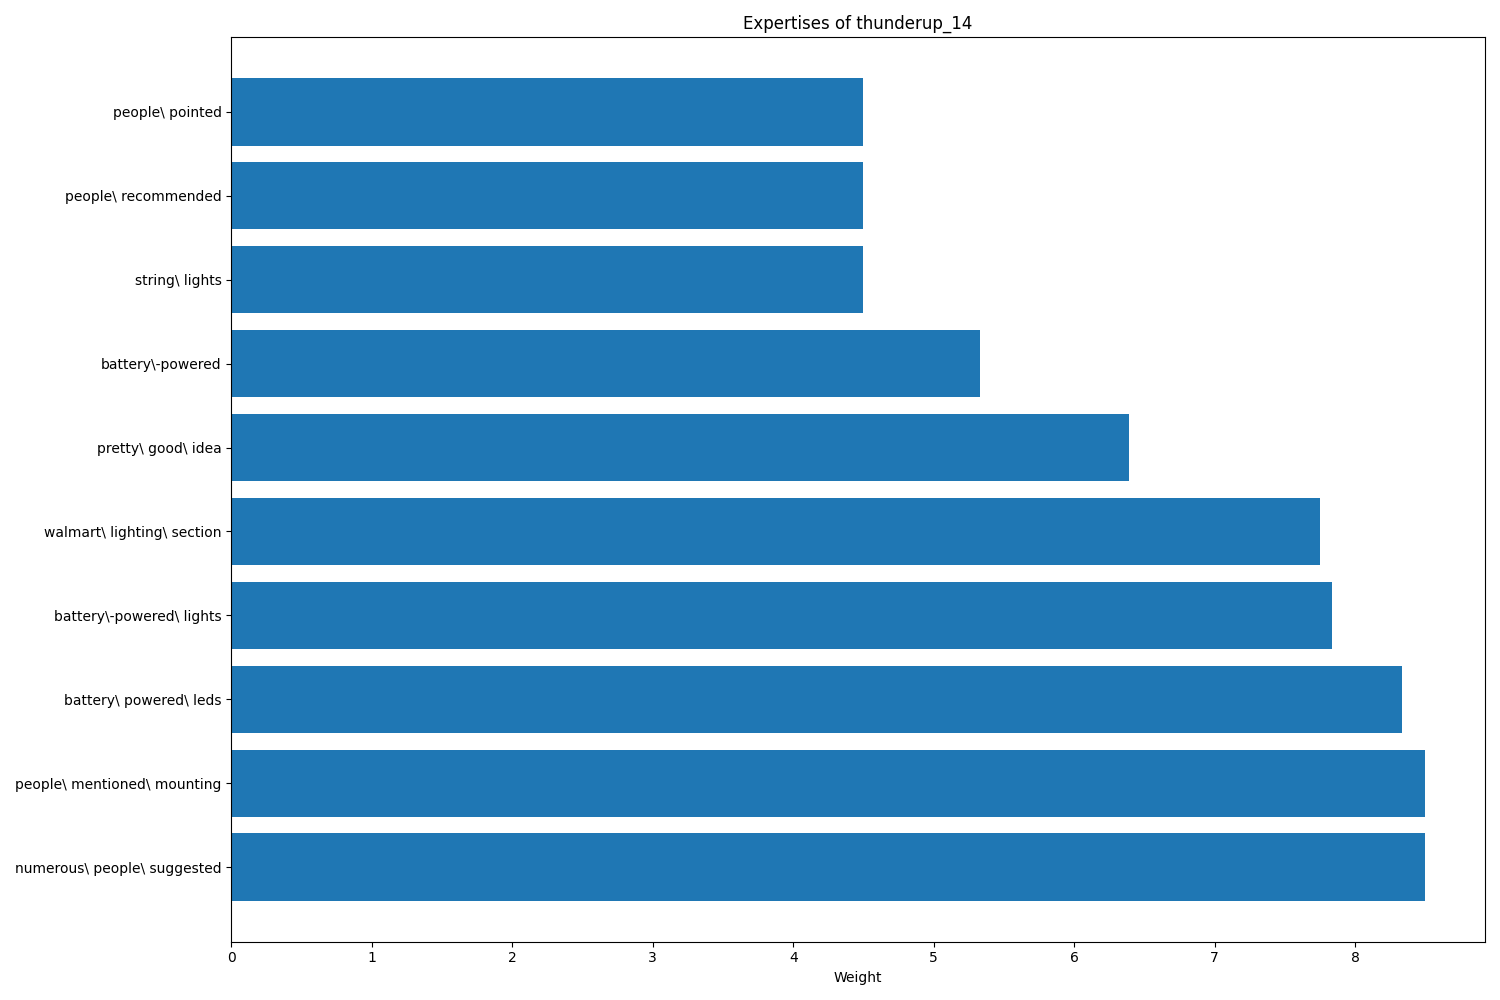 Expertises of thunderup_14
people\ pointed
people\ recommended
string\ lights
battery\-powered
pretty\ good\ idea
walmart\ lighting\ section
battery\-powered\ lights
battery\ powered\ leds
people\ mentioned\ mounting
numerous\ people\ suggested
0 1 2 3 4 5 6 7 8
Weight